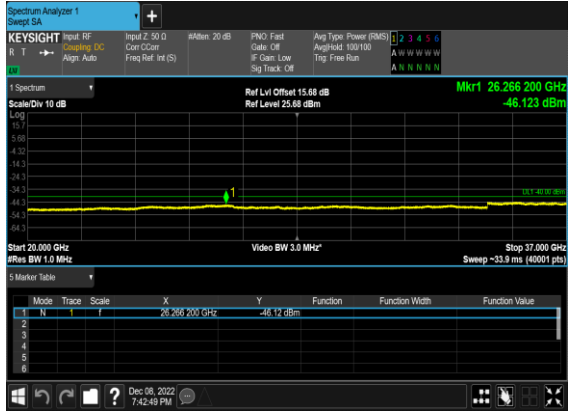 Spectrum Analyzer 1
Swept SA
KEYSIGHT Input: RF Input Z: 50 Ω #Atten: 20 dB PNO: Fast Avg Type: Power (RMS) 1 2 3 4 5 6
R T Coupling: DC Corr CCorr Gate: Off Avg|Hold: 100/100 A W W W W W
Align: Auto Freq Ref: Int (S) IF Gain: Low Trig: Free Run
LXI Sig Track: Off A N N N N N
1 Spectrum Ref Lvl Offset 15.68 dB Mkr1 26.266 200 GHz
Scale/Div 10 dB Ref Level 25.68 dBm -46.123 dBm
Log
15.7
5.68
-4.32
-14.3
-24.3
-34.3 1 DL1 -40.00 dBm
-44.3
-54.3
-64.3
Start 20.000 GHz Video BW 3.0 MHz* Stop 37.000 GHz
#Res BW 1.0 MHz Sweep ~33.9 ms (40001 pts)
5 Marker Table
Mode Trace Scale X Y Function Function Width Function Value
1 N 1 f 26.266 200 GHz -46.12 dBm
2
3
4
5
6
? Dec 08, 2022
7:42:49 PM